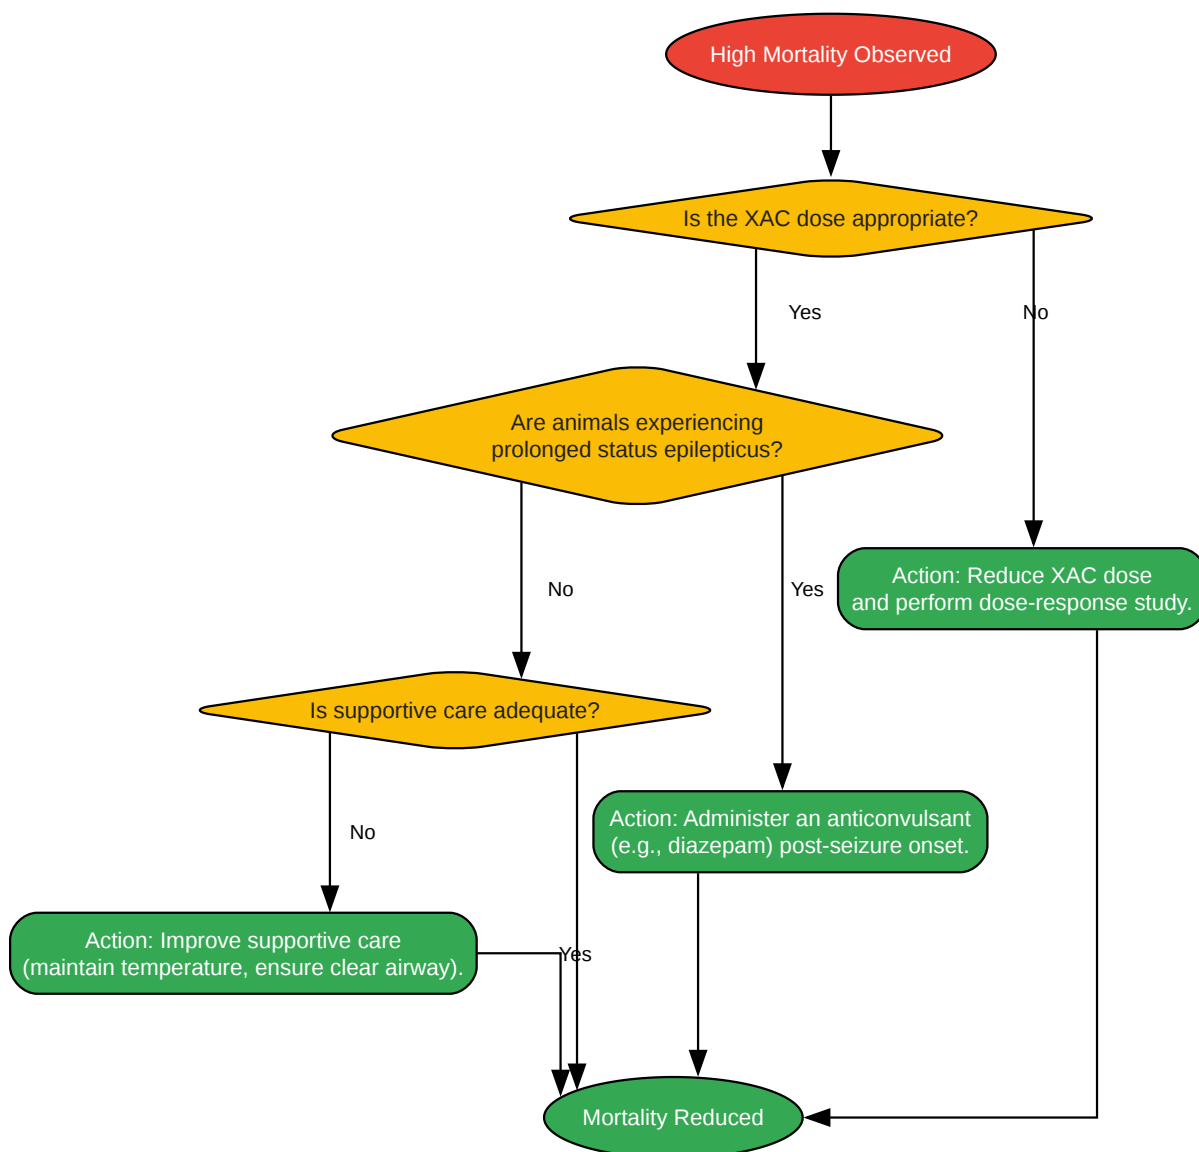 High Mortality Observed
Is the XAC dose appropriate?
Yes
No
Are animals experiencing
prolonged status epilepticus?
No
Yes
Action: Reduce XAC dose
and perform dose-response study.
Is supportive care adequate?
No
Action: Administer an anticonvulsant
(e.g., diazepam) post-seizure onset.
Action: Improve supportive care
(maintain temperature, ensure clear airway).
Yes
Mortality Reduced